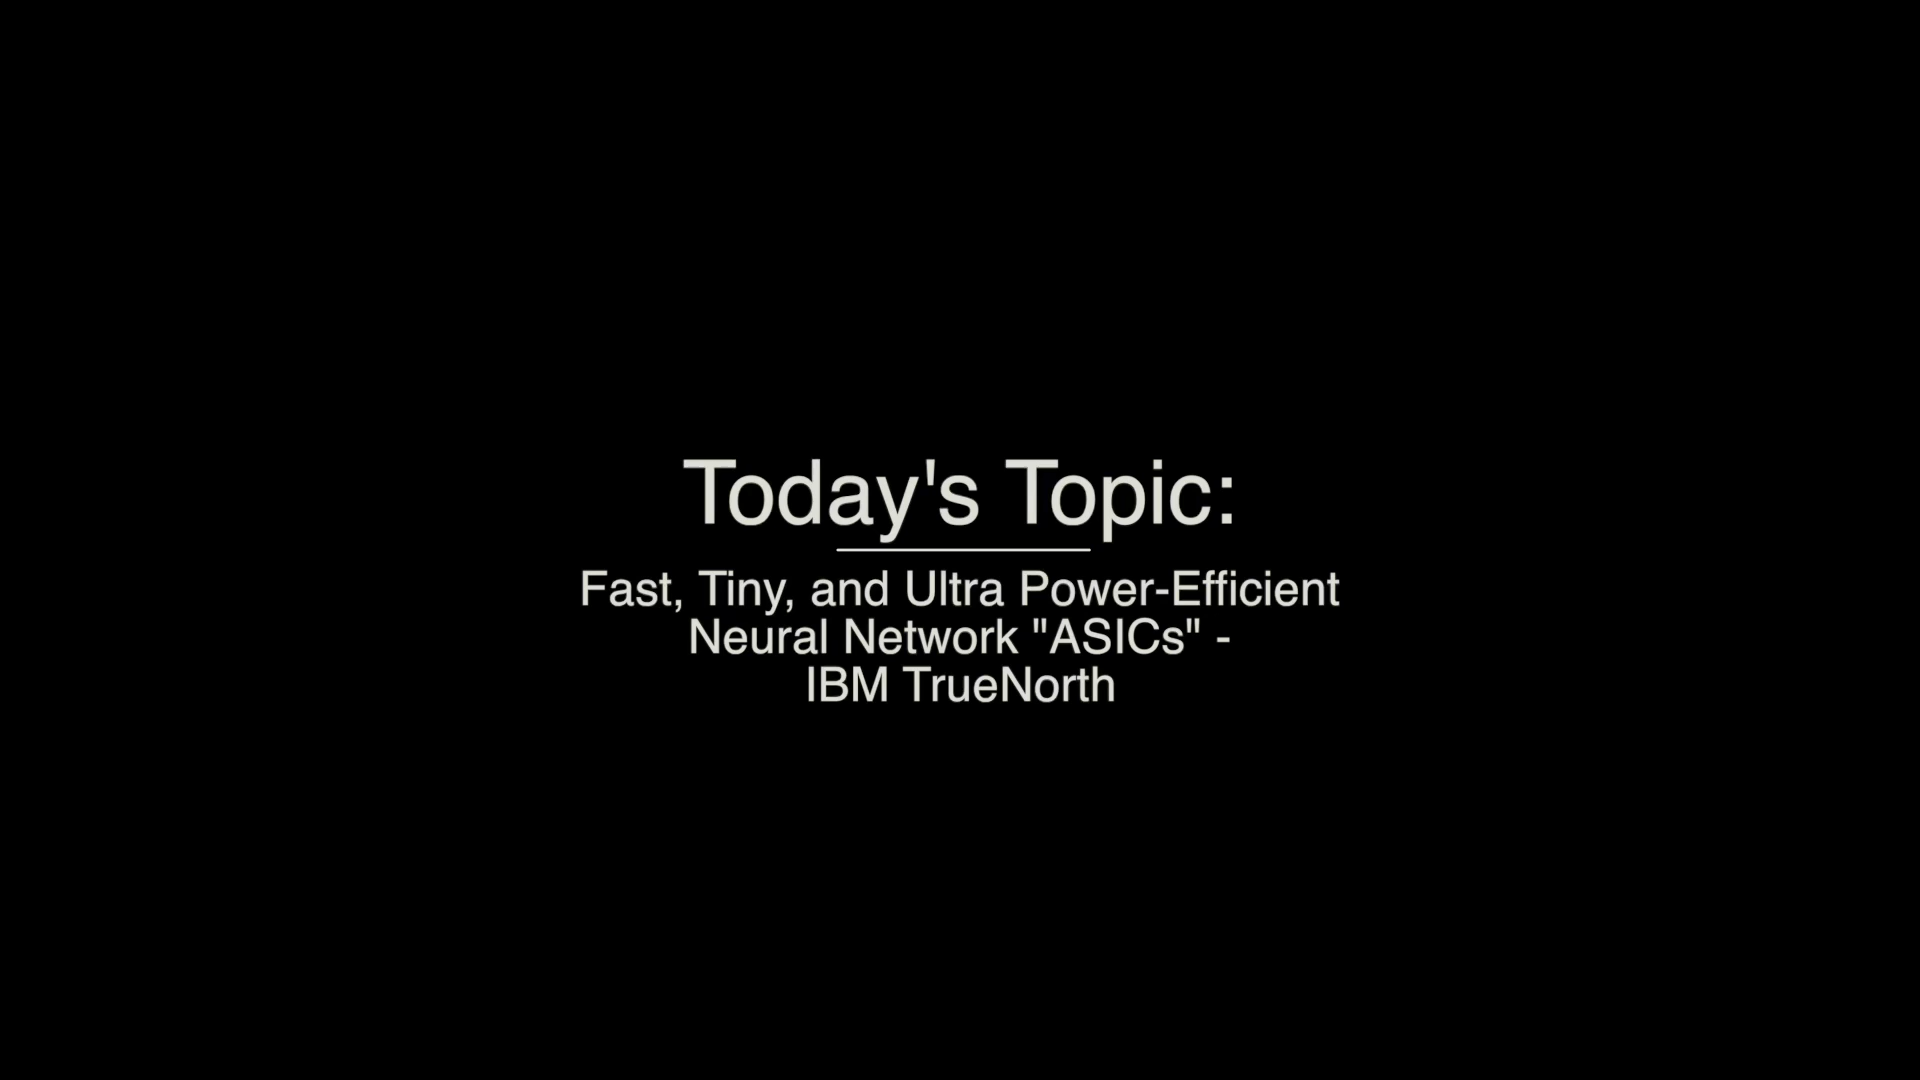 Today's Topic:
Fast, Tiny, and Ultra Power-Efficient
Neural Network "ASICs" -
IBM TrueNorth